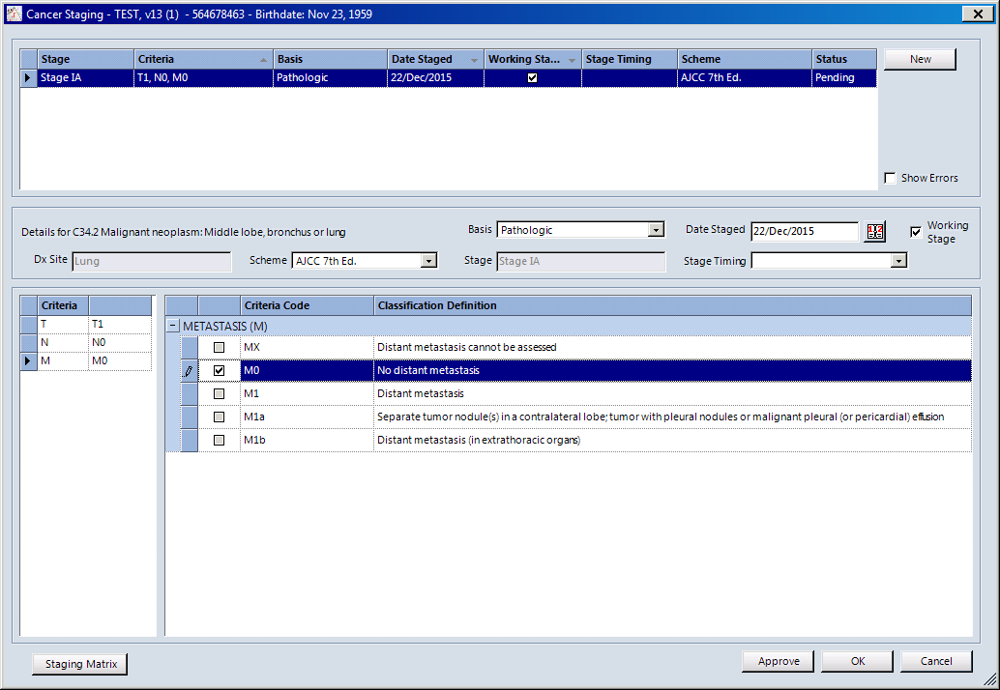 Cancer Staging - TEST, v13 (1) - 564678463 - Birthdate: Nov 23, 1959
Stage Criteria Basis Date Staged Working Sta... Stage Timing Scheme Status
Stage IA T1, N0, M0 Pathologic 22/Dec/2015 AJCC 7th Ed. Pending
New
Show Errors
Details for C34.2 Malignant neoplasm: Middle lobe, bronchus or lung
Basis Pathologic
Date Staged 22/Dec/2015
Working
Stage
Dx Site Lung
Scheme AJCC 7th Ed.
Stage Stage IA
Stage Timing
Criteria
T T1
N N0
M M0
Criteria Code Classification Definition
METASTASIS (M)
MX Distant metastasis cannot be assessed
M0 No distant metastasis
M1 Distant metastasis
M1a Separate tumor nodule(s) in a contralateral lobe; tumor with pleural nodules or malignant pleural (or pericardial) effusion
M1b Distant metastasis (in extrathoracic organs)
Staging Matrix
Approve
OK
Cancel